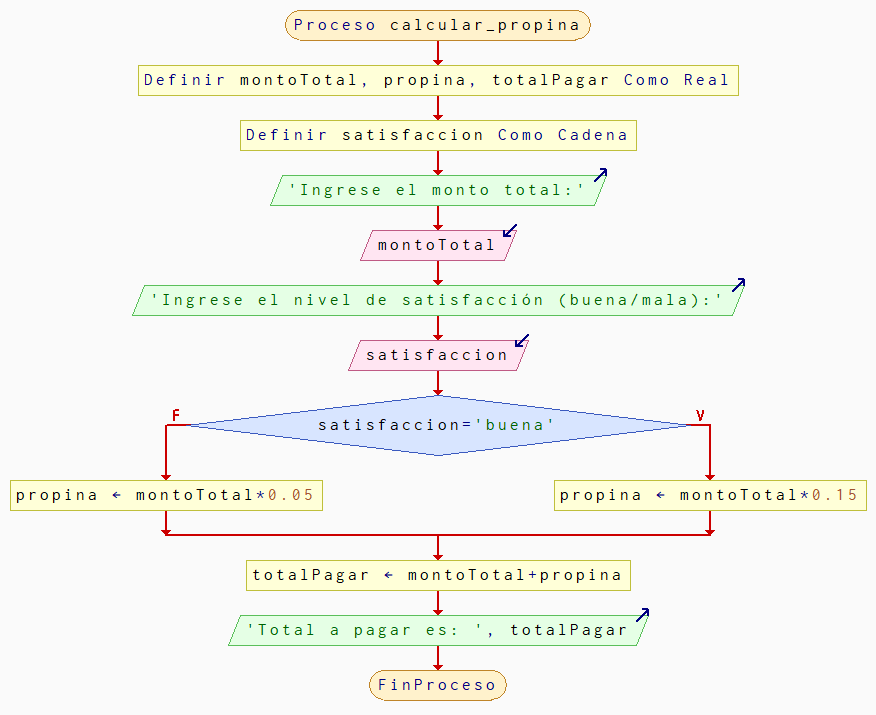 Proceso calcular_propina
Definir montoTotal, propina, totalPagar Como Real
Definir satisfaccion Como Cadena
'Ingrese el monto total:'
montoTotal
'Ingrese el nivel de satisfacción (buena/mala):'
satisfaccion
F
V
satisfaccion='buena'
propina ← montoTotal*0.05
propina ← montoTotal*0.15
totalPagar ← montoTotal+propina
'Total a pagar es: ', totalPagar
FinProceso